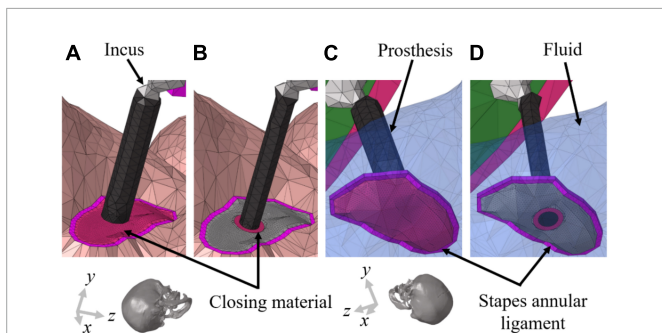 A
Incus
B
C
Prosthesis
D
Fluid
y
z
x
Closing material
y
z
x
Stapes annular
ligament